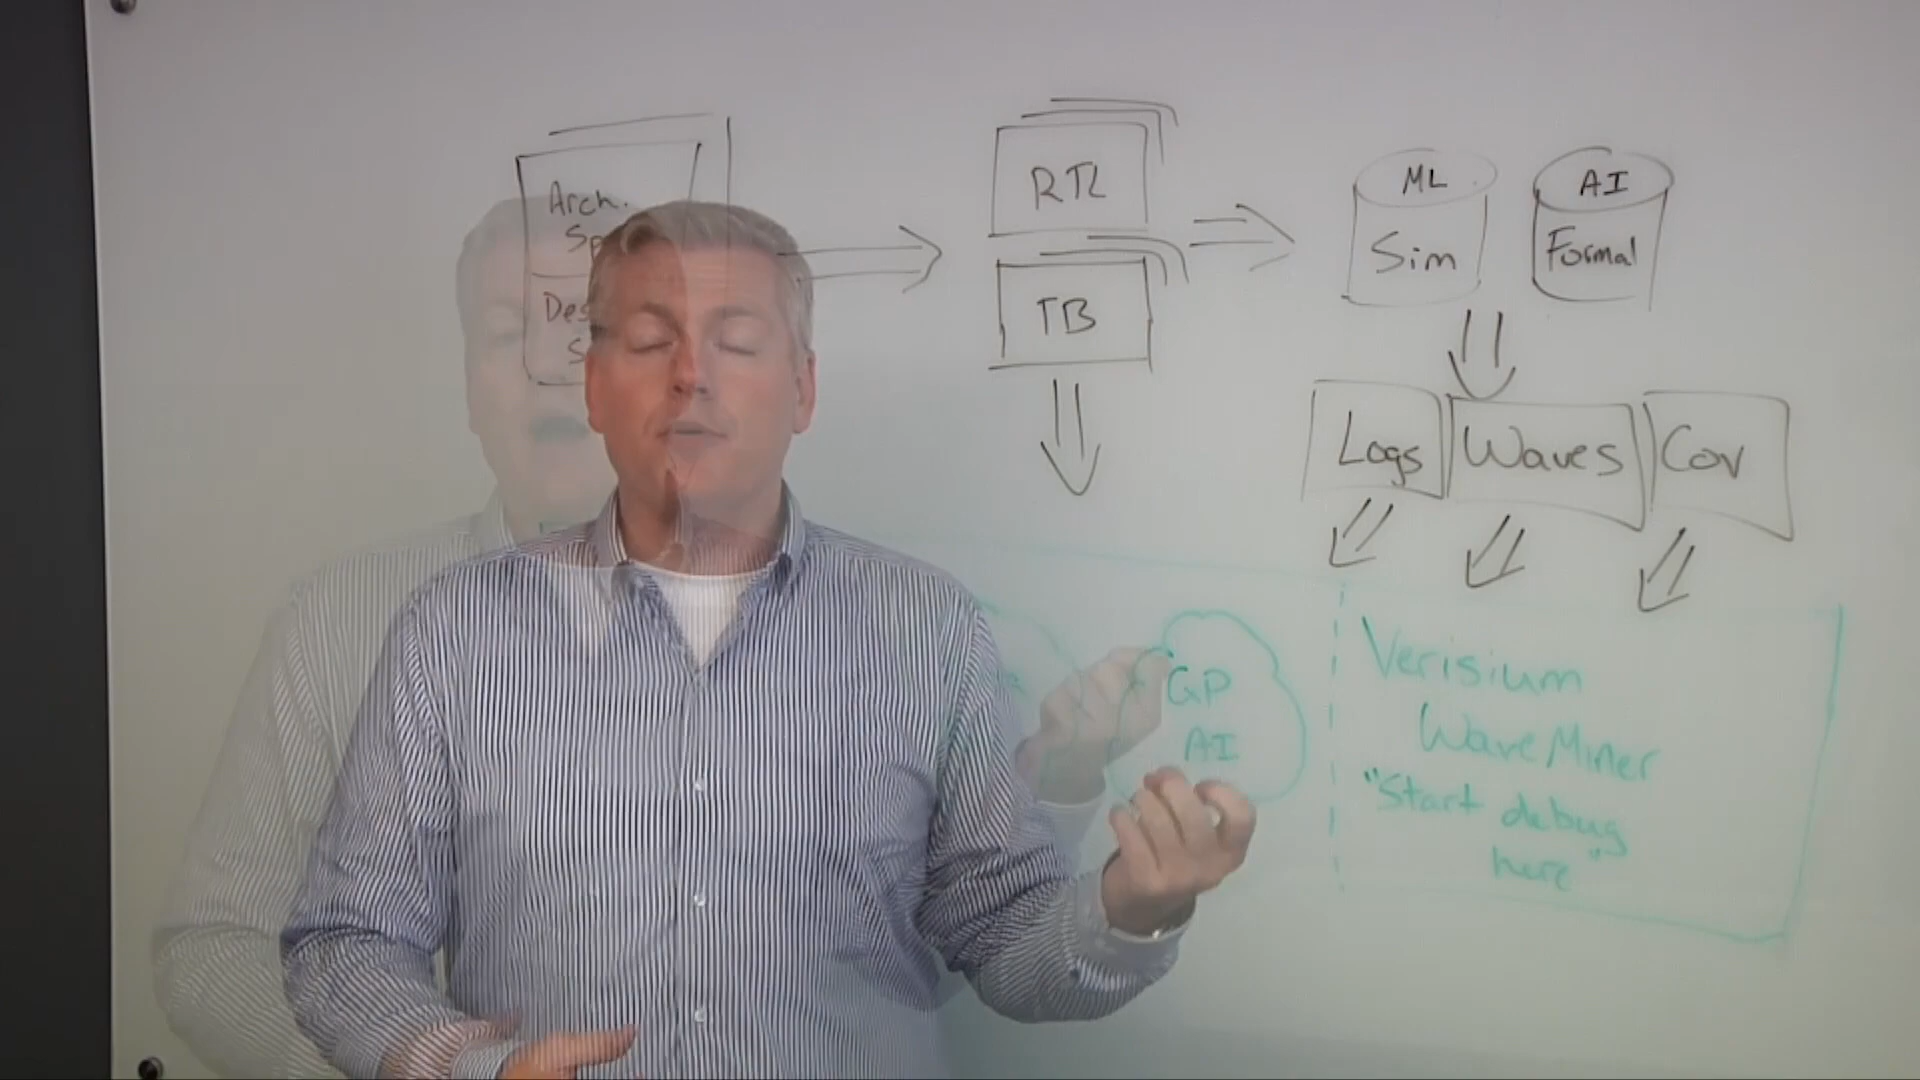 Arch.
RTL
TB
ML
Sim
AI
Formal
Logs
Waves
Cov
GP
AI
Verisium
WaveMiner
"Start debug
here"